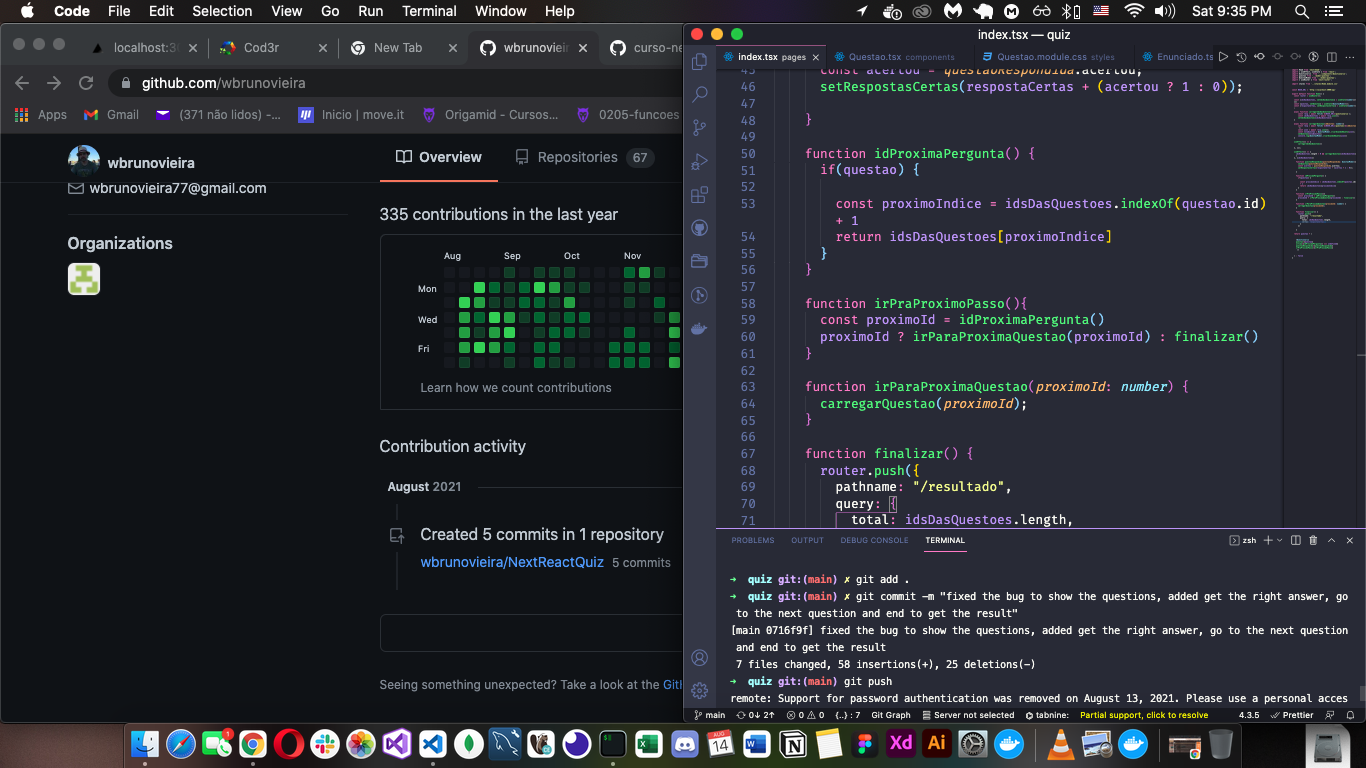 Code File Edit Selection View Go Run Terminal Window Help
Sat 9:35 PM
localhost:30
Cod3r
New Tab
wbrunovieir
curso-ne
github.com/wbrunovieira
Apps
Gmail
(371 não lidos) -...
Inicio | move.it
Origamid - Cursos...
0205-funcoes
wbrunovieira
Overview
Repositories 67
wbrunovieira77@gmail.com
Organizations
335 contributions in the last year
Aug Sep Oct Nov
Mon
Wed
Fri
Learn how we count contributions
Contribution activity
August 2021
Created 5 commits in 1 repository
wbrunovieira/NextReactQuiz 5 commits
Seeing something unexpected? Take a look at the Git
index.tsx — quiz
index.tsx pages
Questao.tsx components
Questao.module.css styles
Enunciado.ts
45 const acertou = questaoRespondida.acertou;
46 setRespostasCertas(respostaCertas + (acertou ? 1 : 0));
47
48 }
49
50 function idProximaPergunta() {
51 if(questao) {
52
53 const proximoIndice = idsDasQuestoes.indexOf(questao.id)
+ 1
54 return idsDasQuestoes[proximoIndice]
55 }
56 }
57
58 function irPraProximoPasso(){
59 const proximoId = idProximaPergunta()
60 proximoId ? irParaProximaQuestao(proximoId) : finalizar()
61 }
62
63 function irParaProximaQuestao(proximoId: number) {
64 carregarQuestao(proximoId);
65 }
66
67 function finalizar() {
68 router.push({
69 pathname: "/resultado",
70 query: {
71 total: idsDasQuestoes.length,
PROBLEMS OUTPUT DEBUG CONSOLE TERMINAL
zsh
➜ quiz git:(main) ✗ git add .
➜ quiz git:(main) ✗ git commit -m "fixed the bug to show the questions, added get the right answer, go
to the next question and end to get the result"
[main 0716f9f] fixed the bug to show the questions, added get the right answer, go to the next question
and end to get the result
7 files changed, 58 insertions(+), 25 deletions(-)
➜ quiz git:(main) git push
remote: Support for password authentication was removed on August 13, 2021. Please use a personal acces
main 0↓ 2↑ 0 0 {..} : 7 Git Graph Server not selected tabnine: Partial support, click to resolve 4.3.5 Prettier
1
AUG
14
Xd
Ai